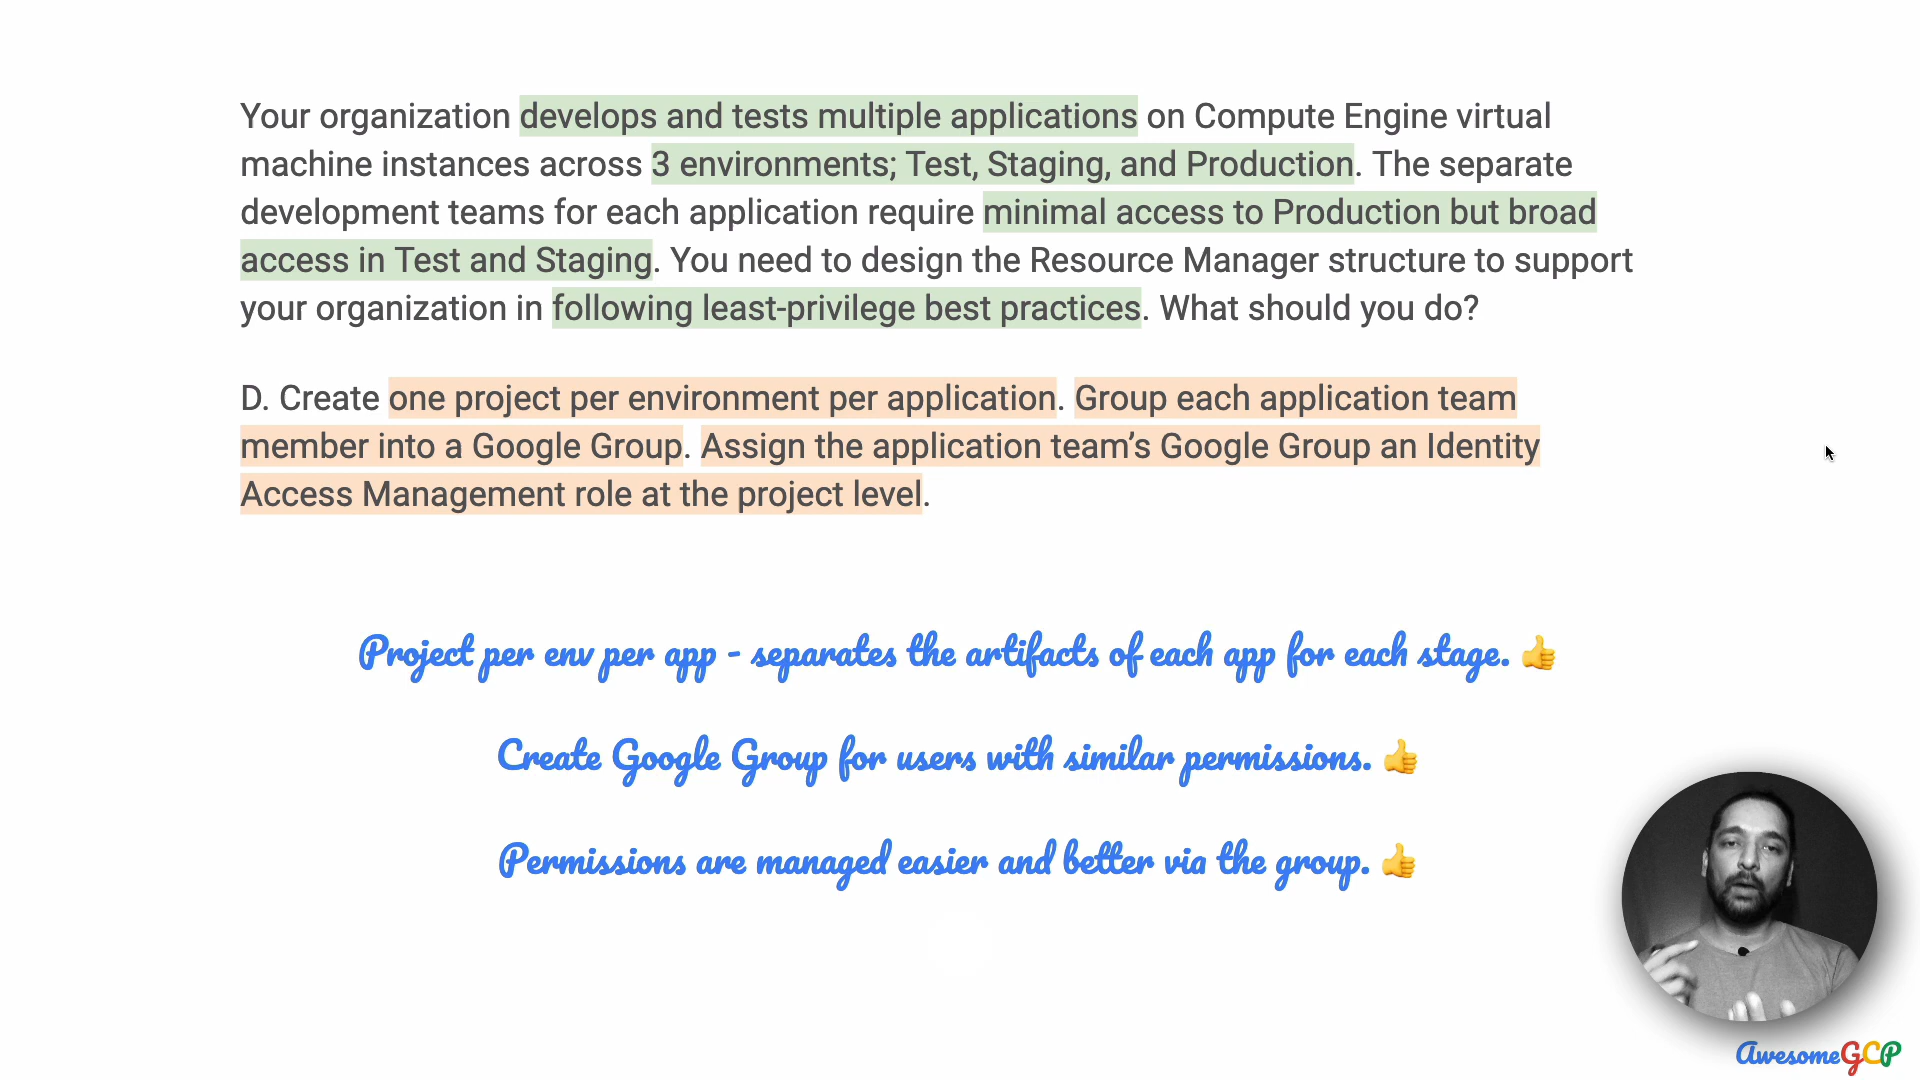 Your organization develops and tests multiple applications on Compute Engine virtual
machine instances across 3 environments; Test, Staging, and Production. The separate
development teams for each application require minimal access to Production but broad
access in Test and Staging. You need to design the Resource Manager structure to support
your organization in following least-privilege best practices. What should you do?
D. Create one project per environment per application. Group each application team
member into a Google Group. Assign the application team’s Google Group an Identity
Access Management role at the project level.
Project per env per app - separates the artifacts of each app for each stage. 👍
Create Google Group for users with similar permissions. 👍
Permissions are managed easier and better via the group. 👍
AwesomeGCP